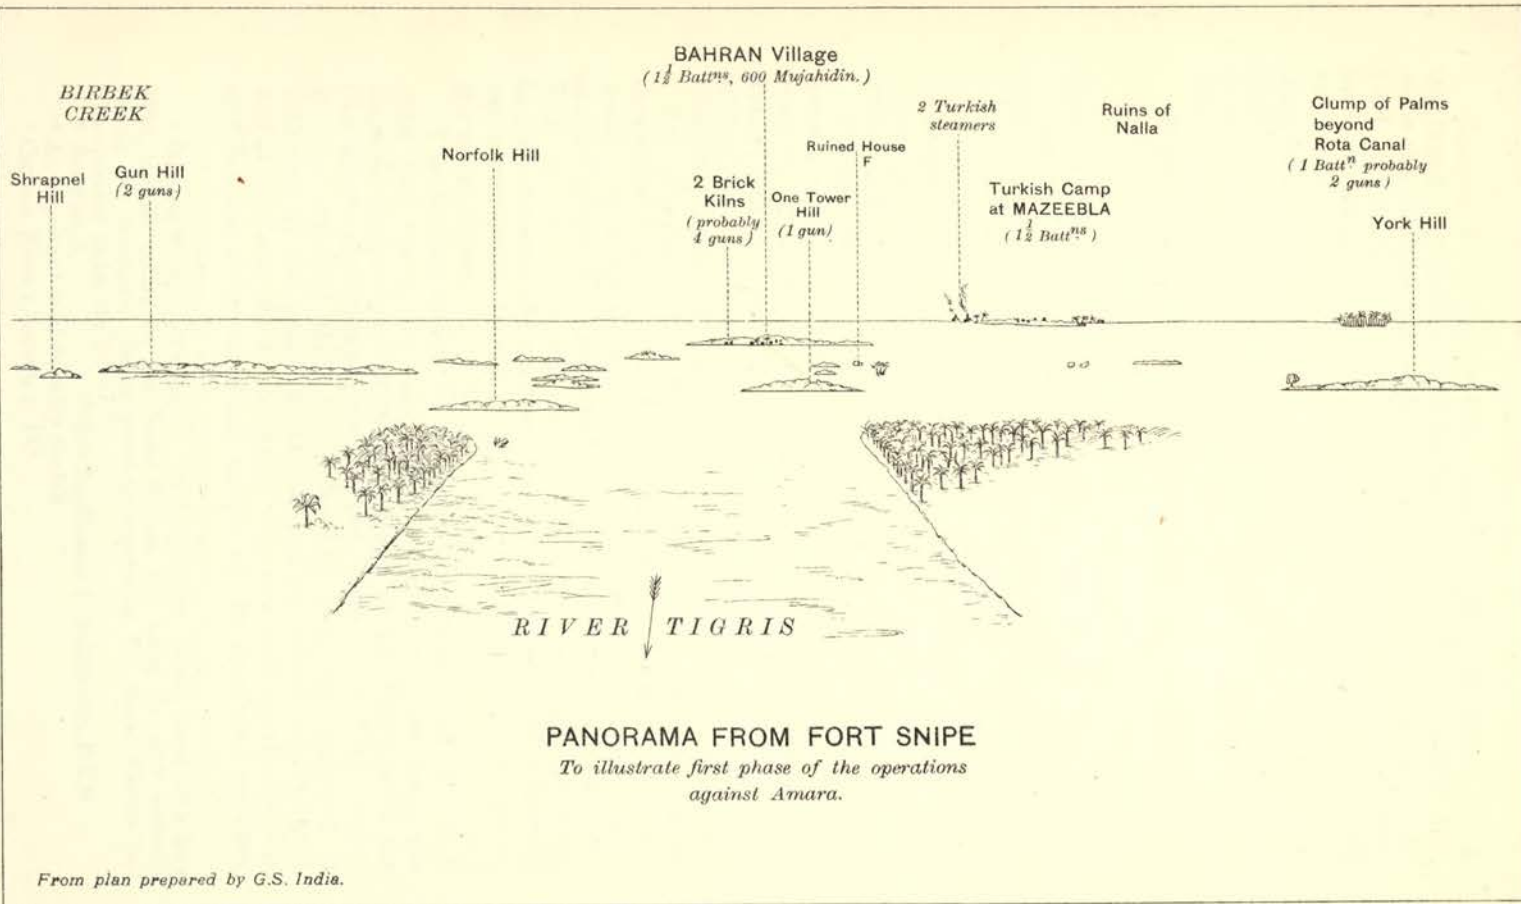 BAHRAN Village
(1½ Battns, 600 Mujahidin.)
BIRBEK
CREEK
2 Turkish
steamers
Ruins of
Nalla
Clump of Palms
beyond
Rota Canal
(1 Battn. probably
2 guns)
Shrapnel
Hill
Gun Hill
(2 guns)
Norfolk Hill
2 Brick
Kilns
(probably
4 guns)
One Tower
Hill
(1 gun)
Ruined House
F
Turkish Camp
at MAZEEBLA
(1½ Battns.)
York Hill
RIVER TIGRIS
PANORAMA FROM FORT SNIPE
To illustrate first phase of the operations
against Amara.
From plan prepared by G.S. India.